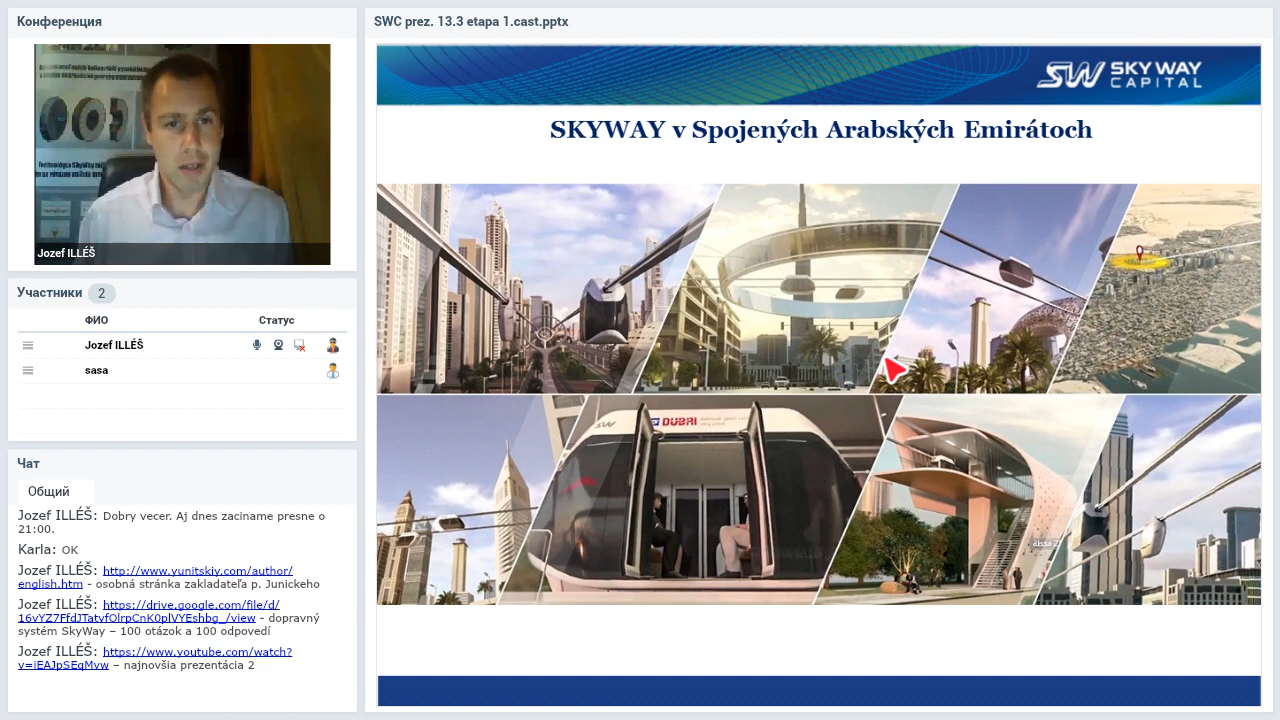 Конференция
Jozef ILLÉŠ
Участники 2
ФИО Статус
Jozef ILLÉŠ
sasa
Чат
Общий
Jozef ILLÉŠ: Dobry vecer. Aj dnes zaciname presne o
21:00.
Karla: OK
Jozef ILLÉŠ: http://www.yunitskiy.com/author/
english.htm - osobná stránka zakladateľa p. Junickeho
Jozef ILLÉŠ: https://drive.google.com/file/d/
- dopravný
systém SkyWay – 100 otázok a 100 odpovedí
Jozef ILLÉŠ: https://www.youtube.com/watch?
v=iEAJpSEqMvw – najnovšia prezentácia 2
SWC prez. 13.3 etapa 1.cast.pptx
SW SKY WAY
CAPITAL
SKYWAY v Spojených Arabských Emirátoch
SW DUBAI